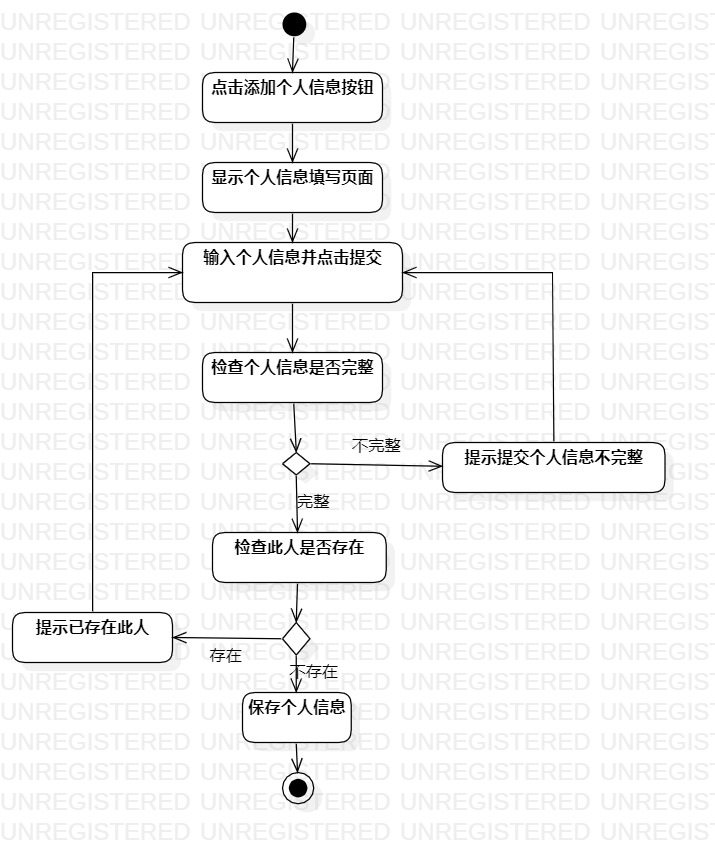 UNREGISTERED UNREGISTERED UNREGISTERED UNREGIST
点击添加个人信息按钮
显示个人信息填写页面
输入个人信息并点击提交
检查个人信息是否完整
不完整
提示提交个人信息不完整
完整
检查此人是否存在
提示已存在此人
存在
不存在
保存个人信息